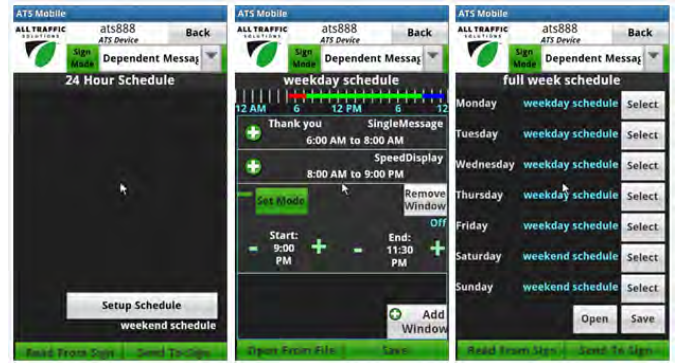 ATS Mobile
ALL TRAFFIC
SOLUTIONS
ats888
ATS Device
Back
Sign
Mode
Dependent Messag
24 Hour Schedule
Setup Schedule
weekend schedule
Read From Sign
Send To Sign
ATS Mobile
ALL TRAFFIC
SOLUTIONS
ats888
ATS Device
Back
Sign
Mode
Dependent Messag
weekday schedule
12 AM 6 12 PM 6 12
Thank you SingleMessage
6:00 AM to 8:00 AM
SpeedDisplay
8:00 AM to 9:00 PM
Set Mode
Remove
Window
Off
Start:
9:00
PM
End:
11:30
PM
Add
Window
Open From File
Save
ATS Mobile
ALL TRAFFIC
SOLUTIONS
ats888
ATS Device
Back
Sign
Mode
Dependent Messag
full week schedule
Monday weekday schedule Select
Tuesday weekday schedule Select
Wednesday weekday schedule Select
Thursday weekday schedule Select
Friday weekday schedule Select
Saturday weekend schedule Select
Sunday weekend schedule Select
Open Save
Read From Sign
Send To Sign